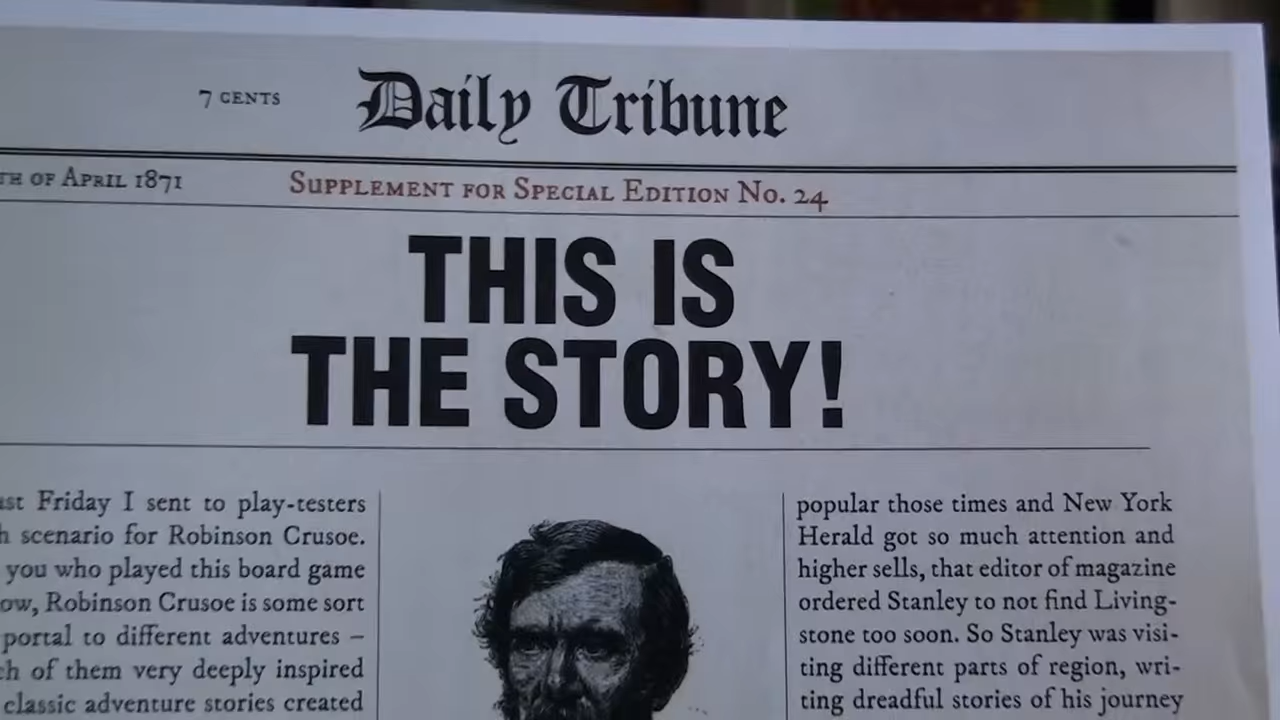 7 CENTS
Daily Tribune
TH OF APRIL 1871
SUPPLEMENT FOR SPECIAL EDITION NO. 24
THIS IS
THE STORY!
Friday I sent to play-testers
scenario for Robinson Crusoe.
you who played this board game
Robinson Crusoe is some sort
portal to different adventures –
of them very deeply inspired
classic adventure stories created
popular those times and New York
Herald got so much attention and
higher sells, that editor of magazine
ordered Stanley to not find Living-
stone too soon. So Stanley was visi-
ting different parts of region, wri-
ting dreadful stories of his journey